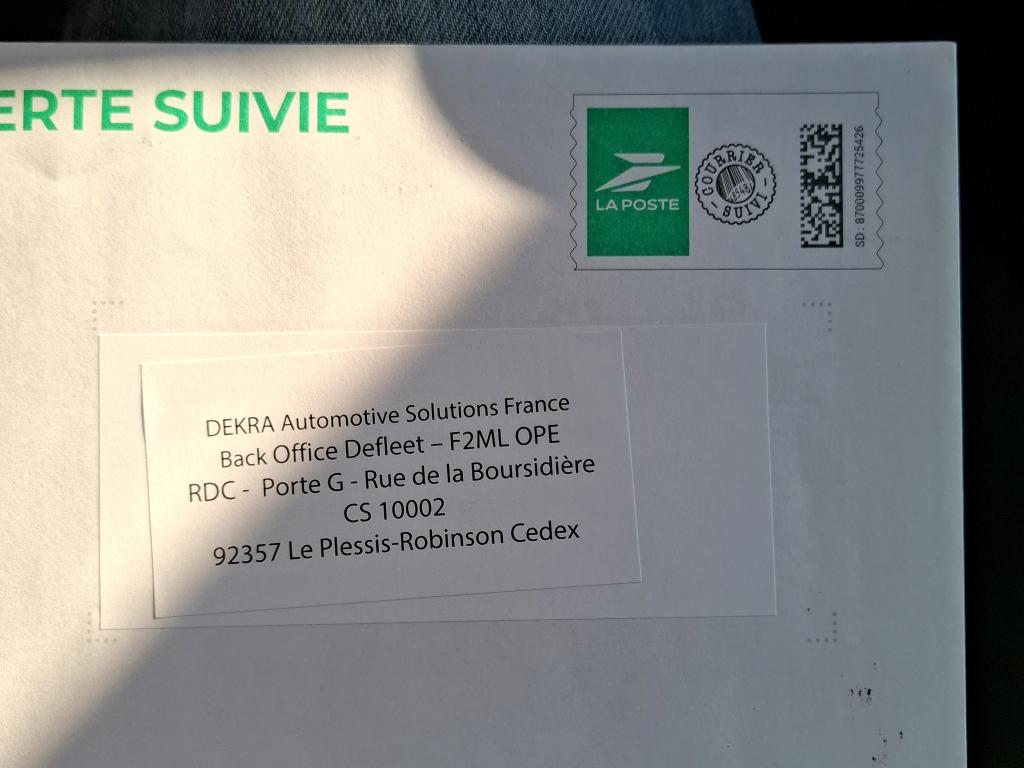 ERTE SUIVIE
LA POSTE
COURRIER
SUIVI
SD : 870009977725426
DEKRA Automotive Solutions France
Back Office Defleet – F2ML OPE
RDC - Porte G - Rue de la Boursidière
CS 10002
92357 Le Plessis-Robinson Cedex